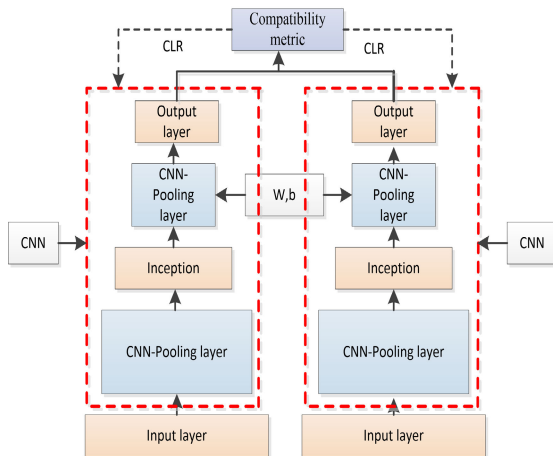 Compatibility
metric
CLR
CLR
Output
layer
Output
layer
CNN-
Pooling
layer
W,b
CNN-
Pooling
layer
CNN
CNN
Inception
Inception
CNN-Pooling layer
CNN-Pooling layer
Input layer
Input layer